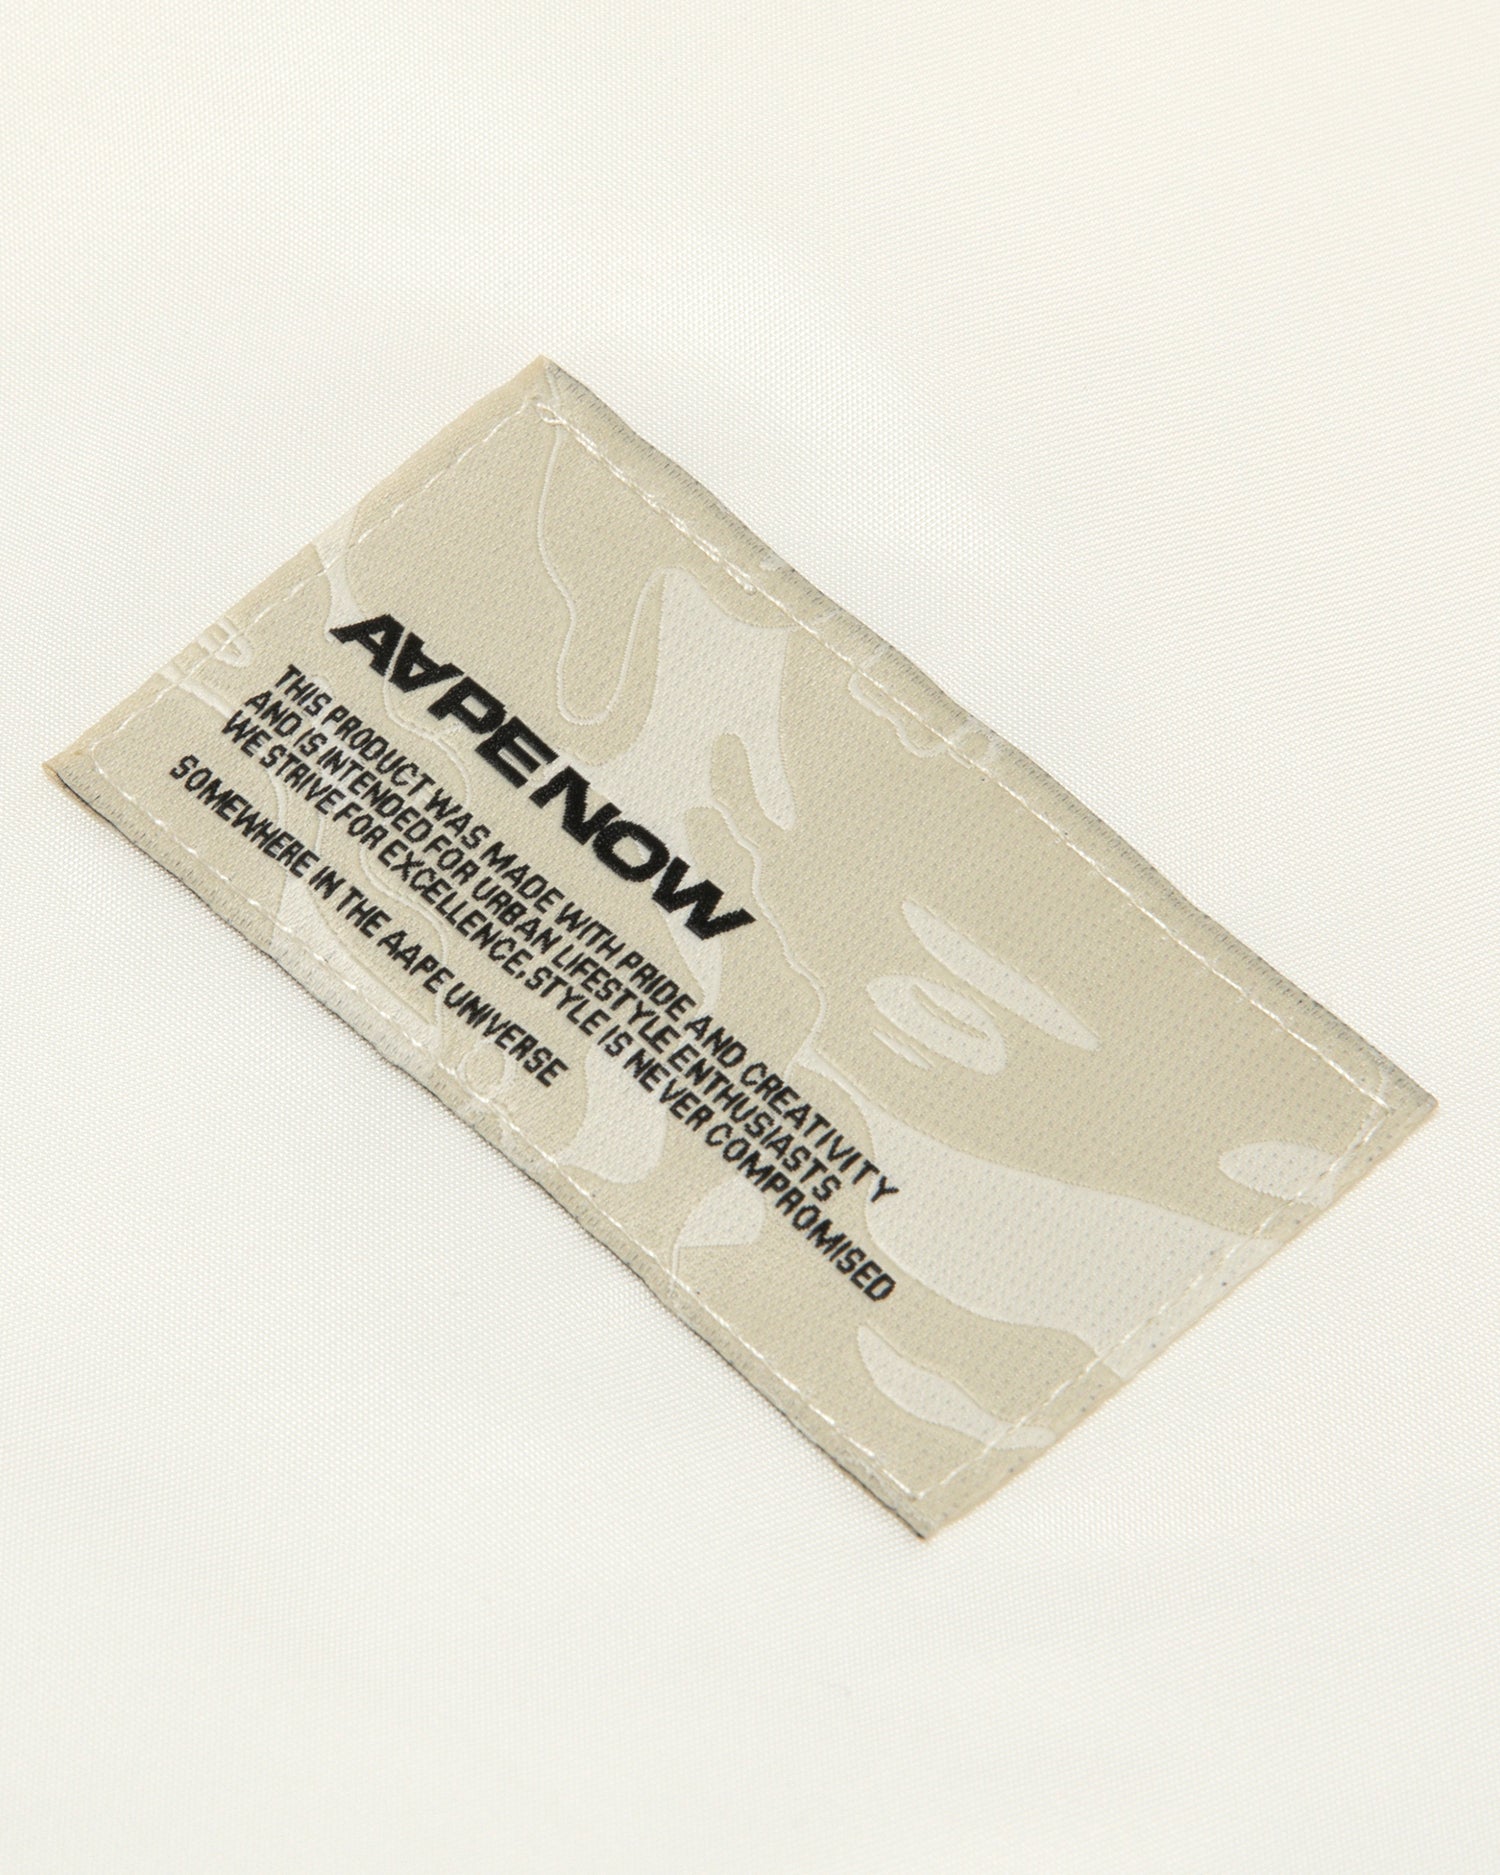 AAPE NOW
THIS PRODUCT WAS MADE WITH PRIDE AND CREATIVITY
AND IS INTENDED FOR URBAN LIFESTYLE ENTHUSIASTS
WE STRIVE FOR EXCELLENCE, STYLE IS NEVER COMPROMISED
SOMEWHERE IN THE AAPE UNIVERSE